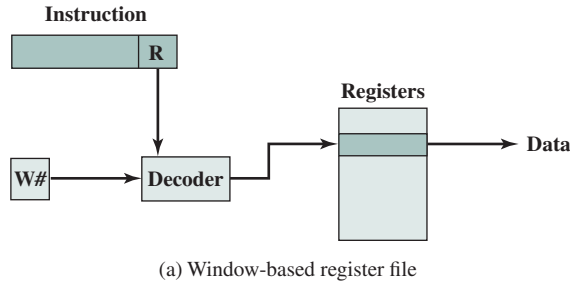 Instruction
R
Registers
Data
W#
Decoder
(a) Window-based register file